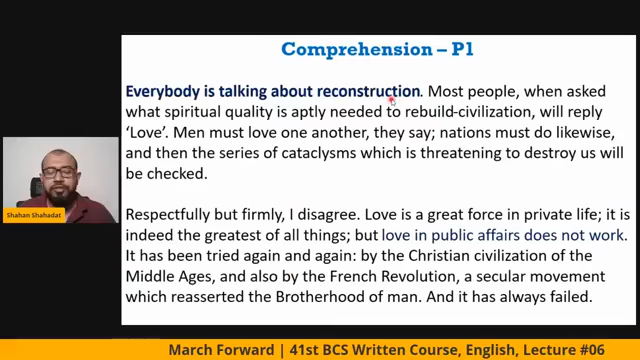 Comprehension – P1
Everybody is talking about reconstruction. Most people, when asked
what spiritual quality is aptly needed to rebuild-civilization, will reply
‘Love’. Men must love one another, they say; nations must do likewise,
and then the series of cataclysms which is threatening to destroy us will
be checked.
Respectfully but firmly, I disagree. Love is a great force in private life; it is
indeed the greatest of all things; but love in public affairs does not work.
It has been tried again and again: by the Christian civilization of the
Middle Ages, and also by the French Revolution, a secular movement
which reasserted the Brotherhood of man. And it has always failed.
Shahan Shahadat
March Forward | 41st BCS Written Course, English, Lecture #06